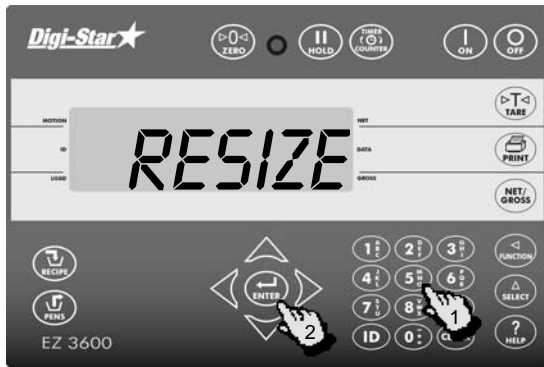 Digi-Star
▷0◁ ZERO
HOLD
TIMER COUNTER
ON
OFF
MOTION
ID
LOAD
RESIZE
NET
DATA
GROSS
▷T◁ TARE
PRINT
NET/ GROSS
RECIPE
PENS
EZ 3600
ENTER
2
1 A B C
2 D E F
3 G H I
4 J K L
5 M N O
6 P Q R
7 S T U
8
1
ID
0
FUNCTION
SELECT
? HELP